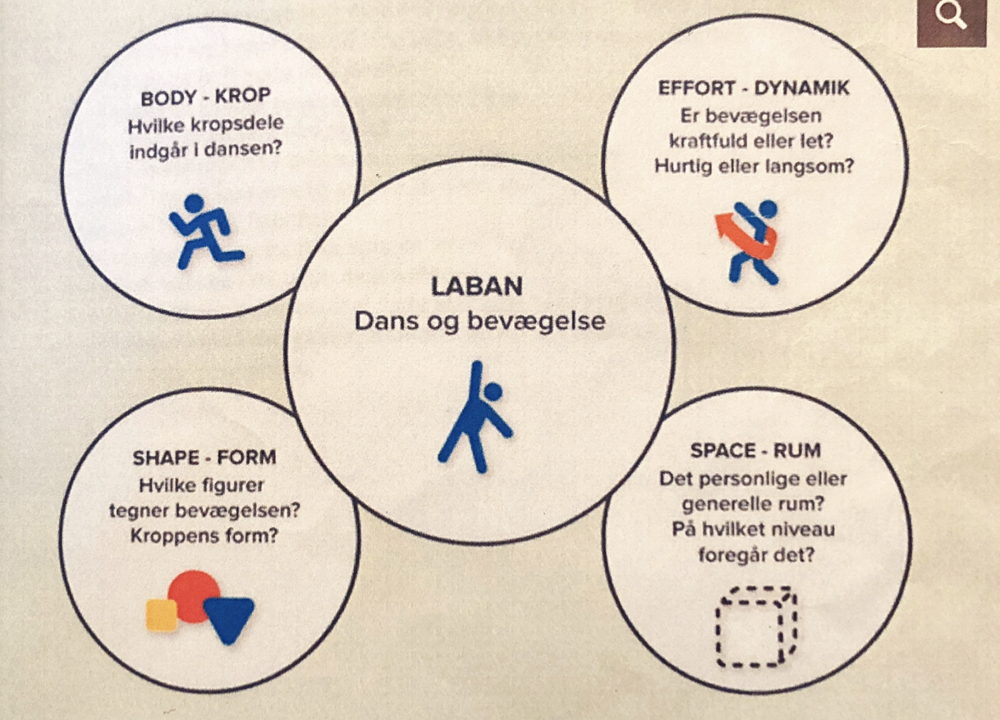 BODY - KROP
Hvilke kropsdele
indgår i dansen?
EFFORT - DYNAMIK
Er bevægelsen
kraftfuld eller let?
Hurtig eller langsom?
LABAN
Dans og bevægelse
SHAPE - FORM
Hvilke figurer
tegner bevægelsen?
Kroppens form?
SPACE - RUM
Det personlige eller
generelle rum?
På hvilket niveau
foregår det?